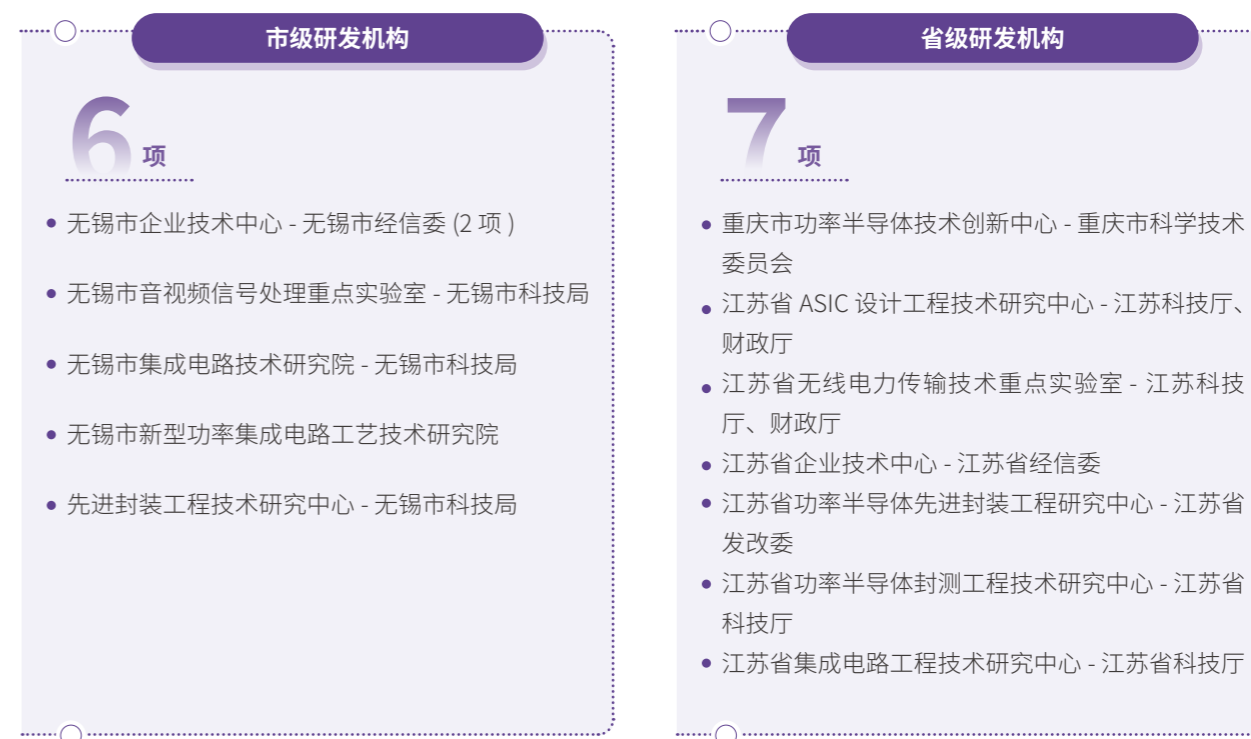 市级研发机构
6 项
无锡市企业技术中心 - 无锡市经信委 (2 项 )
无锡市音视频信号处理重点实验室 - 无锡市科技局
无锡市集成电路技术研究院 - 无锡市科技局
无锡市新型功率集成电路工艺技术研究院
先进封装工程技术研究中心 - 无锡市科技局
省级研发机构
7 项
重庆市功率半导体技术创新中心 - 重庆市科学技术
委员会
江苏省 ASIC 设计工程技术研究中心 - 江苏科技厅、
财政厅
江苏省无线电力传输技术重点实验室 - 江苏科技
厅、财政厅
江苏省企业技术中心 - 江苏省经信委
江苏省功率半导体先进封装工程研究中心 - 江苏省
发改委
江苏省功率半导体封测工程技术研究中心 - 江苏省
科技厅
江苏省集成电路工程技术研究中心 - 江苏省科技厅